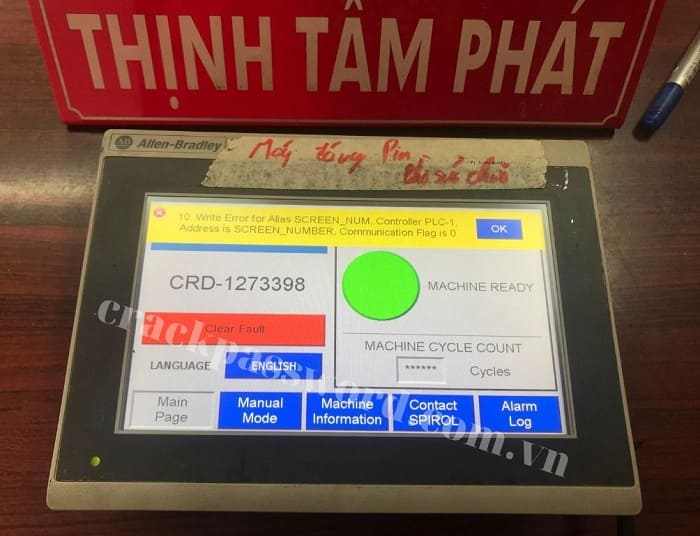 THỊNH TÂM PHÁT
AB Allen-Bradley
Máy đóng Pin
10: Write Error for Alias SCREEN_NUM, Controller PLC-1,
Address is SCREEN_NUMBER, Communication Flag is 0
OK
CRD-1273398
MACHINE READY
Clear Fault
MACHINE CYCLE COUNT
LANGUAGE
ENGLISH
****** Cycles
Main
Page
Manual
Mode
Machine
Information
Contact
SPIROL
Alarm
Log
crackpassword.com.vn